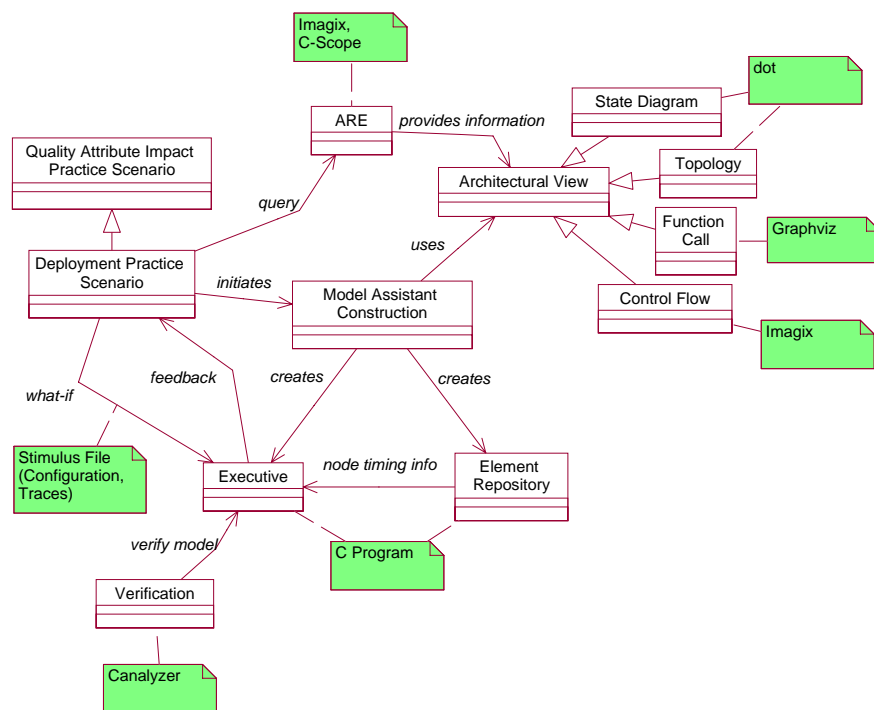 Imagix,
C-Scope
dot
State Diagram
ARE
provides information
Quality Attribute Impact
Practice Scenario
Topology
Architectural View
query
Function
Call
Graphviz
uses
Deployment Practice
Scenario
initiates
Model Assistant
Construction
Control Flow
Imagix
feedback
creates
creates
what-if
Stimulus File
(Configuration,
Traces)
Executive
node timing info
Element
Repository
verify model
C Program
Verification
Canalyzer